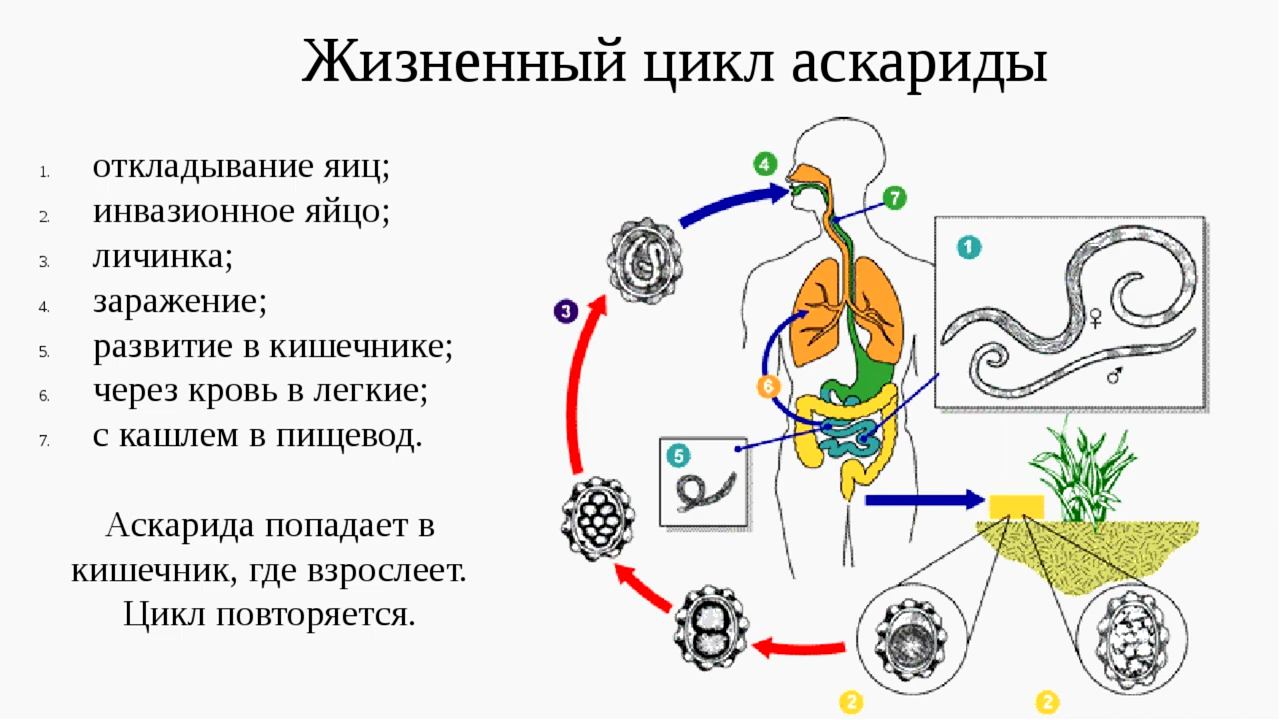 Жизненный цикл аскариды
1. откладывание яиц;
2. инвазионное яйцо;
3. личинка;
4. заражение;
5. развитие в кишечнике;
6. через кровь в легкие;
7. с кашлем в пищевод.
Аскарида попадает в
кишечник, где взрослеет.
Цикл повторяется.
4
7
1
♀
3
♂
6
5
2
2